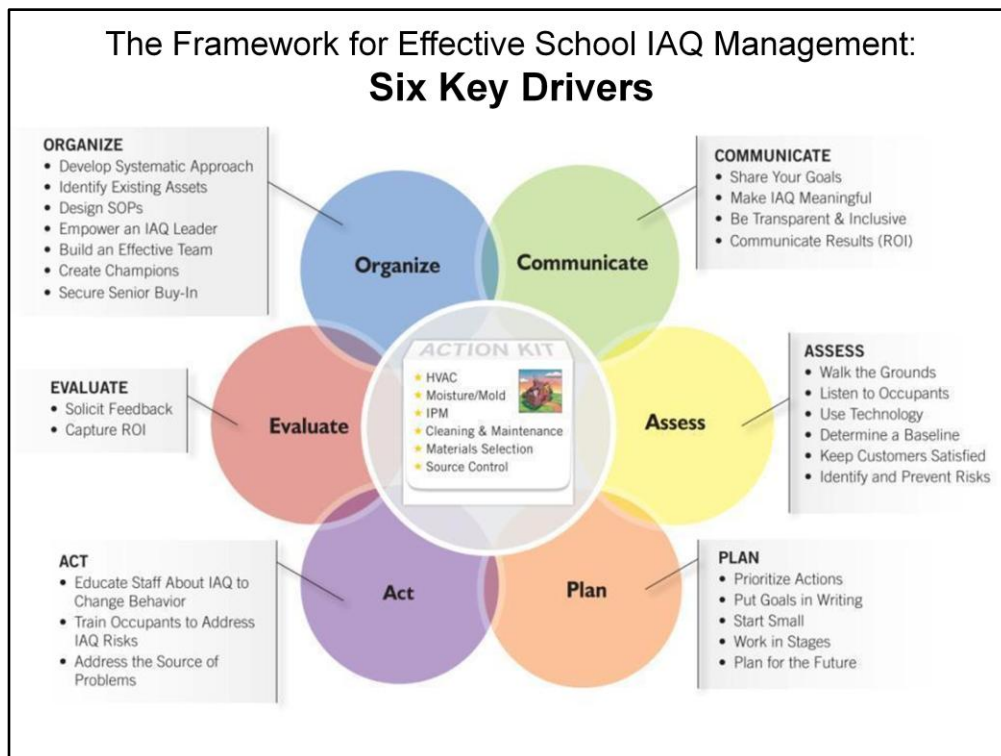 The Framework for Effective School IAQ Management:
Six Key Drivers
ORGANIZE
• Develop Systematic Approach
• Identify Existing Assets
• Design SOPs
• Empower an IAQ Leader
• Build an Effective Team
• Create Champions
• Secure Senior Buy-In
COMMUNICATE
• Share Your Goals
• Make IAQ Meaningful
• Be Transparent & Inclusive
• Communicate Results (ROI)
Organize
Communicate
EVALUATE
• Solicit Feedback
• Capture ROI
Evaluate
ACTION KIT
★ HVAC
★ Moisture/Mold
★ IPM
★ Cleaning & Maintenance
★ Materials Selection
★ Source Control
Assess
ASSESS
• Walk the Grounds
• Listen to Occupants
• Use Technology
• Determine a Baseline
• Keep Customers Satisfied
• Identify and Prevent Risks
ACT
• Educate Staff About IAQ to
Change Behavior
• Train Occupants to Address
IAQ Risks
• Address the Source of
Problems
Act
Plan
PLAN
• Prioritize Actions
• Put Goals in Writing
• Start Small
• Work in Stages
• Plan for the Future